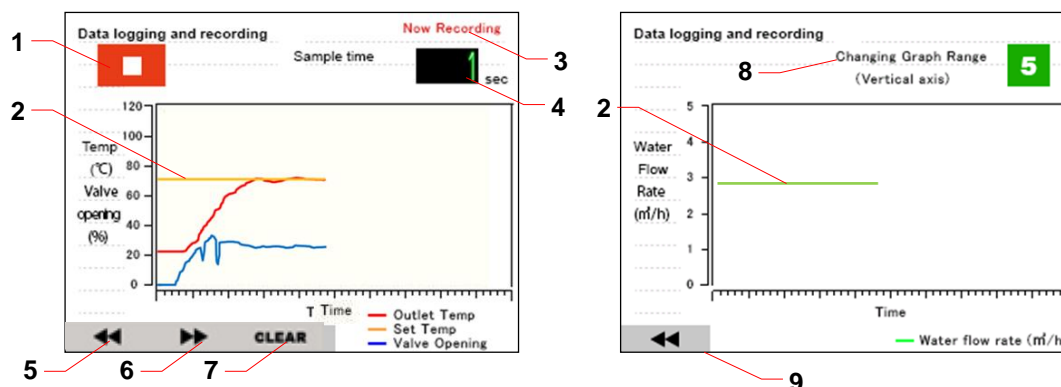 Data logging and recording
Now Recording
1
Sample time
1
sec
3
4
2
120
100
80
60
40
20
0
Temp
(℃)
Valve
opening
(%)
T Time
Outlet Temp
Set Temp
Valve Opening
CLEAR
5
6
7
Data logging and recording
8
Changing Graph Range
(Vertical axis)
5
2
5
4
3
2
1
0
Water
Flow
Rate
(㎥/h)
Time
Water flow rate (㎥/h
9